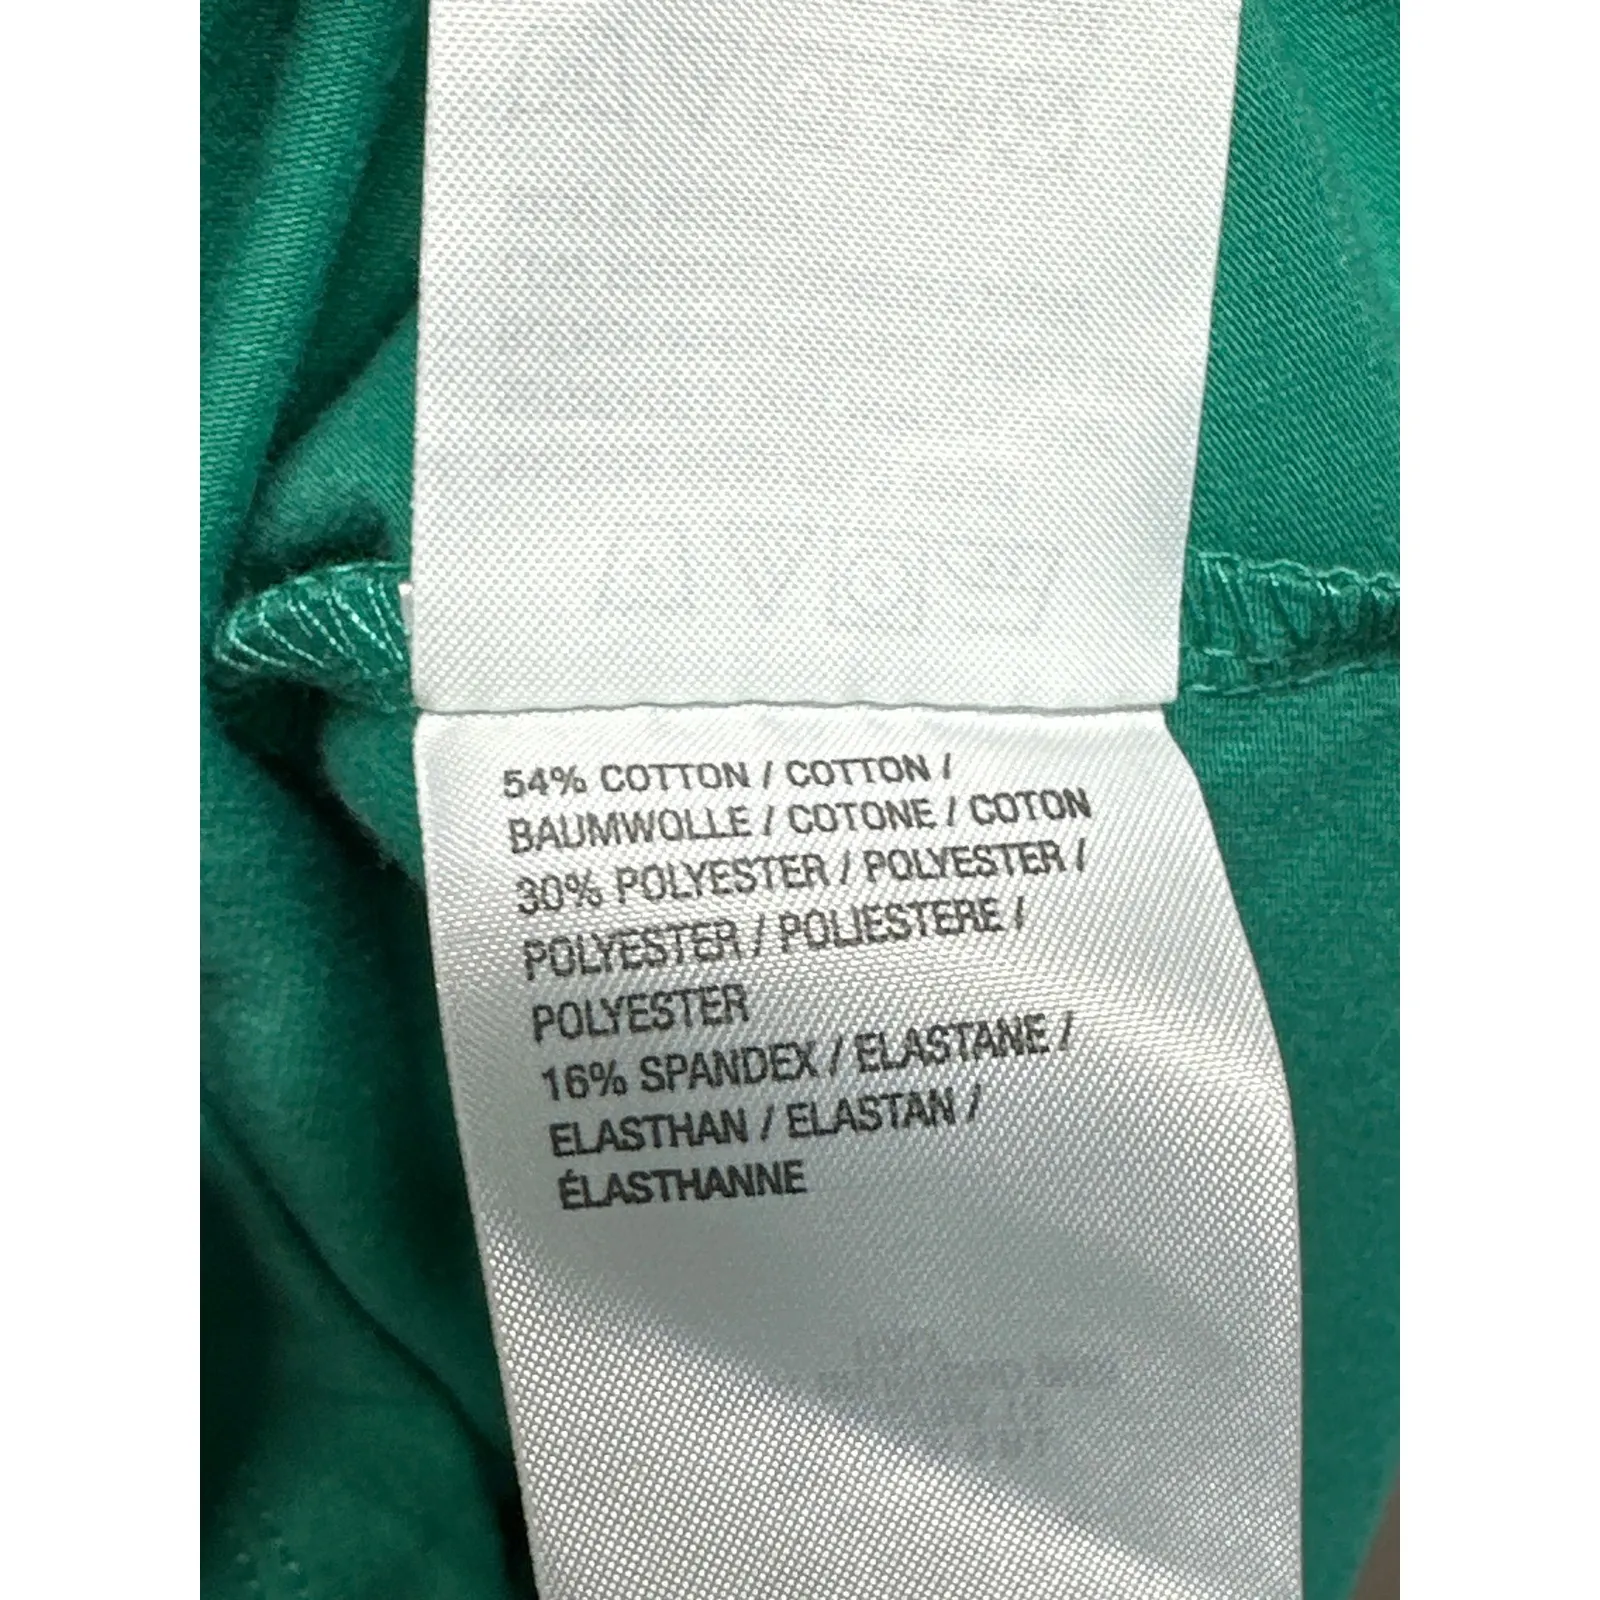 54% COTTON / COTTON /
BAUMWOLLE / COTONE / COTON
30% POLYESTER / POLYESTER /
POLYESTER / POLIESTERE /
POLYESTER
16% SPANDEX / ELASTANE /
ELASTHAN / ELASTAN /
ÉLASTHANNE